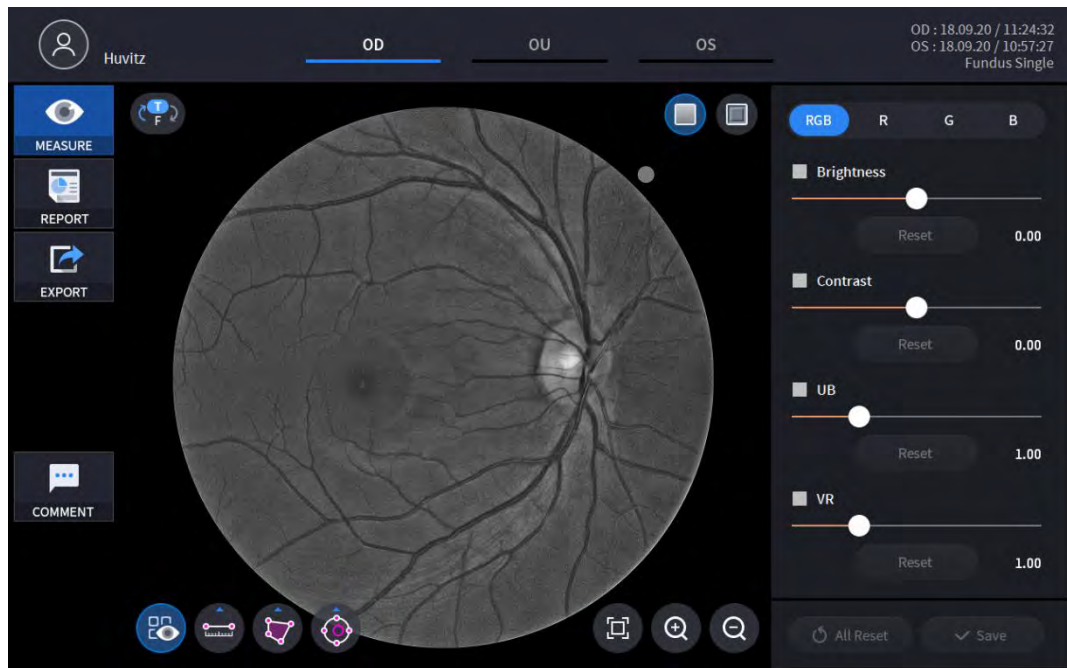 Huvitz
OD
OU
OS
OD : 18.09.20 / 11:24:32
OS : 18.09.20 / 10:57:27
Fundus Single
MEASURE
REPORT
EXPORT
COMMENT
T
F
RGB
R
G
B
Brightness
Reset
0.00
Contrast
Reset
0.00
UB
Reset
1.00
VR
Reset
1.00
All Reset
Save